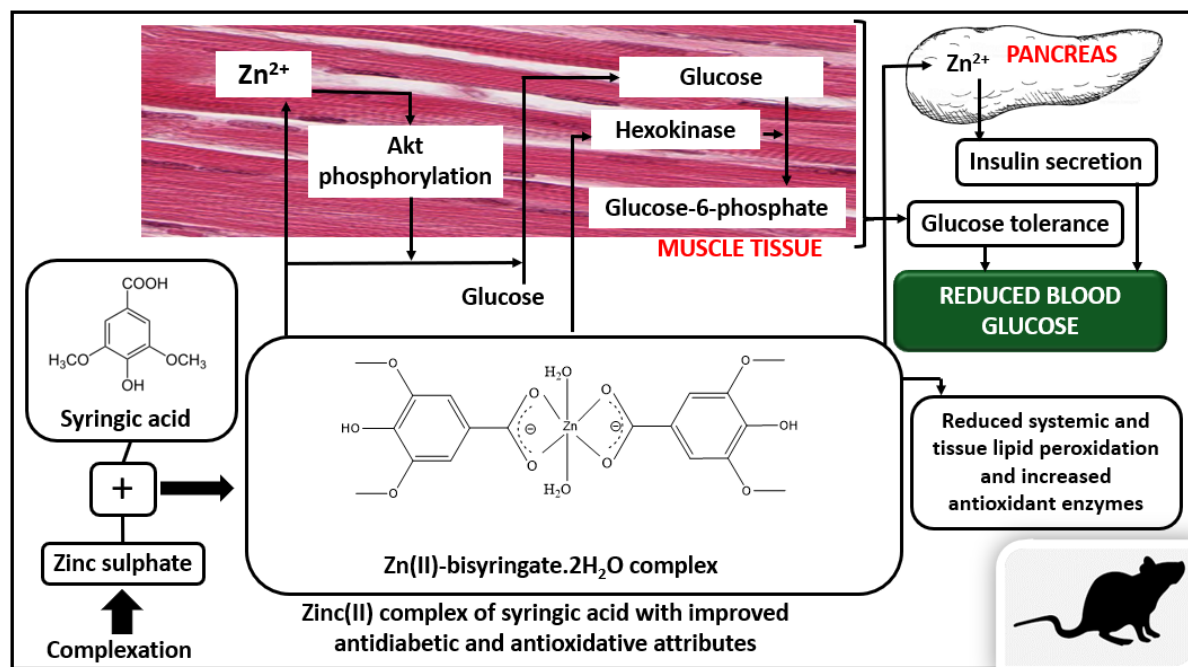 Zn²⁺
Akt
phosphorylation
Glucose
Glucose
Hexokinase
Glucose-6-phosphate
MUSCLE TISSUE
Zn²⁺ PANCREAS
Insulin secretion
Glucose tolerance
REDUCED BLOOD
GLUCOSE
COOH
H₃CO
OCH₃
OH
Syringic acid
+
Zinc sulphate
Complexation
O
O
HO
O
O
⊖
H₂O
Zn
H₂O
O
O
⊖
O
O
OH
Zn(II)-bisyringate.2H₂O complex
Zinc(II) complex of syringic acid with improved
antidiabetic and antioxidative attributes
Reduced systemic and
tissue lipid peroxidation
and increased
antioxidant enzymes